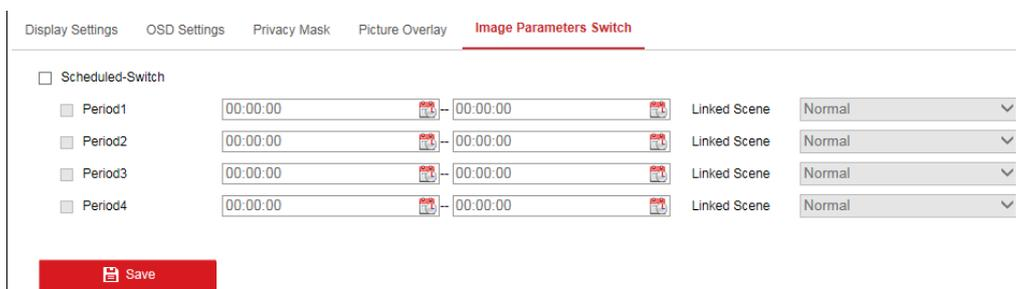 Display Settings OSD Settings Privacy Mask Picture Overlay Image Parameters Switch
Scheduled-Switch
Period1 00:00:00 -- 00:00:00 Linked Scene Normal
Period2 00:00:00 -- 00:00:00 Linked Scene Normal
Period3 00:00:00 -- 00:00:00 Linked Scene Normal
Period4 00:00:00 -- 00:00:00 Linked Scene Normal
Save